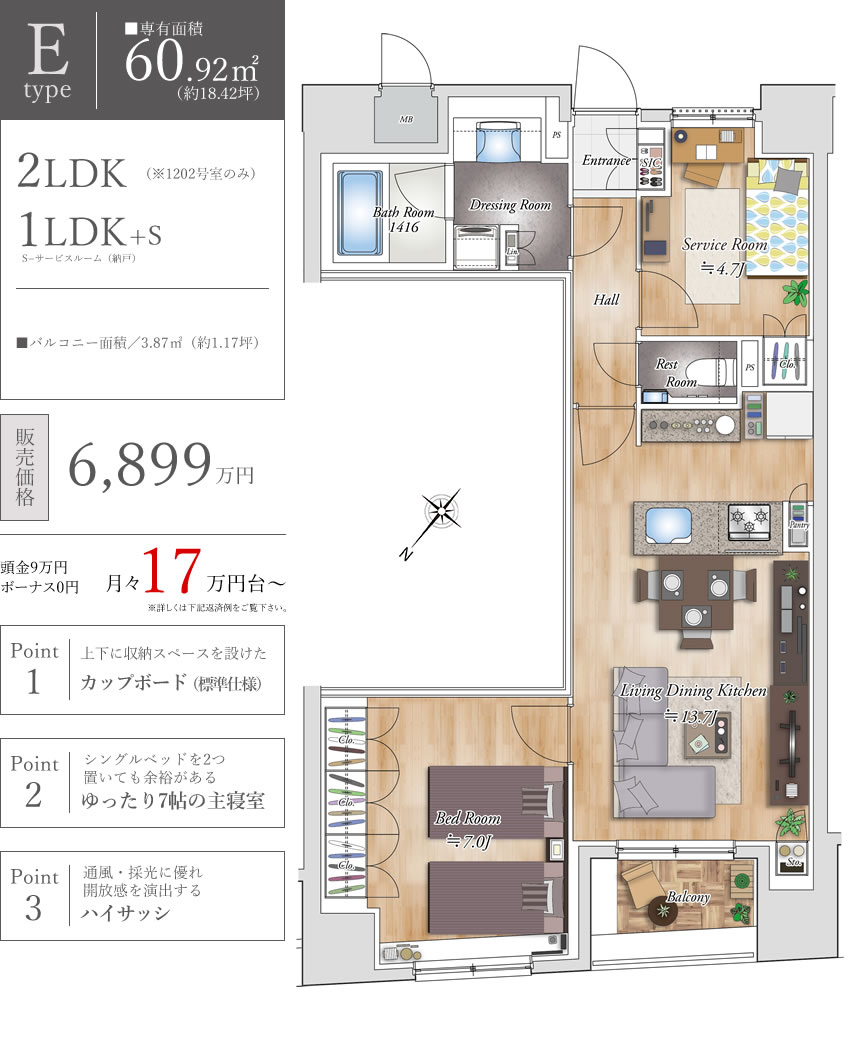 E
type
■専有面積
60.92㎡
（約18.42坪）
2LDK （※1202号室のみ）
1LDK+S
S−サービスルーム（納戸）
■バルコニー面積／3.87㎡（約1.17坪）
販売価格
6,899万円
頭金9万円
ボーナス0円
月々17万円台〜
※詳しくは下記返済例をご覧下さい。
Point
1
上下に収納スペースを設けた
カップボード（標準仕様）
Point
2
シングルベッドを2つ
置いても余裕がある
ゆったり7帖の主寝室
Point
3
通風・採光に優れ
開放感を演出する
ハイサッシ
MB
PS
Entrance
SIC
Bath Room
1416
Dressing Room
Lin.
Service Room
≒4.7J
Hall
Rest
Room
PS
Clo.
N
Pantry
Living Dining Kitchen
≒13.7J
Clo.
Clo.
Clo.
Bed Room
≒7.0J
Sto.
Balcony